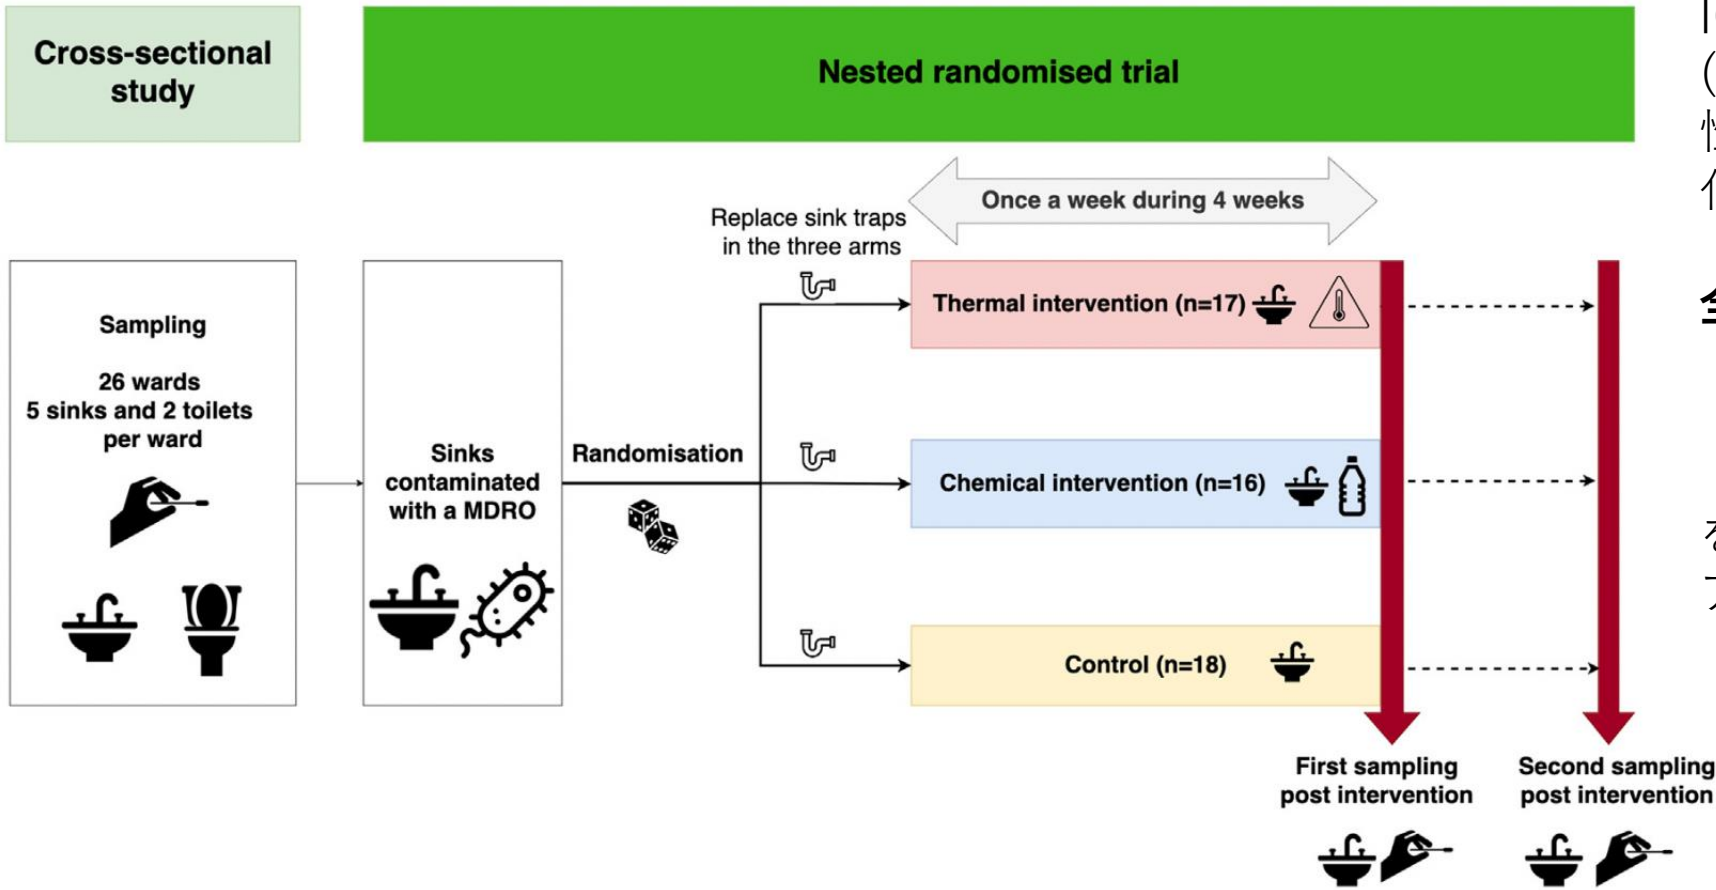 Cross-sectional
study
Nested randomised trial
Once a week during 4 weeks
Replace sink traps
in the three arms
Sampling
26 wards
5 sinks and 2 toilets
per ward
Sinks
contaminated
with a MDRO
Randomisation
Thermal intervention (n=17)
Chemical intervention (n=16)
Control (n=18)
First sampling
post intervention
Second sampling
post intervention